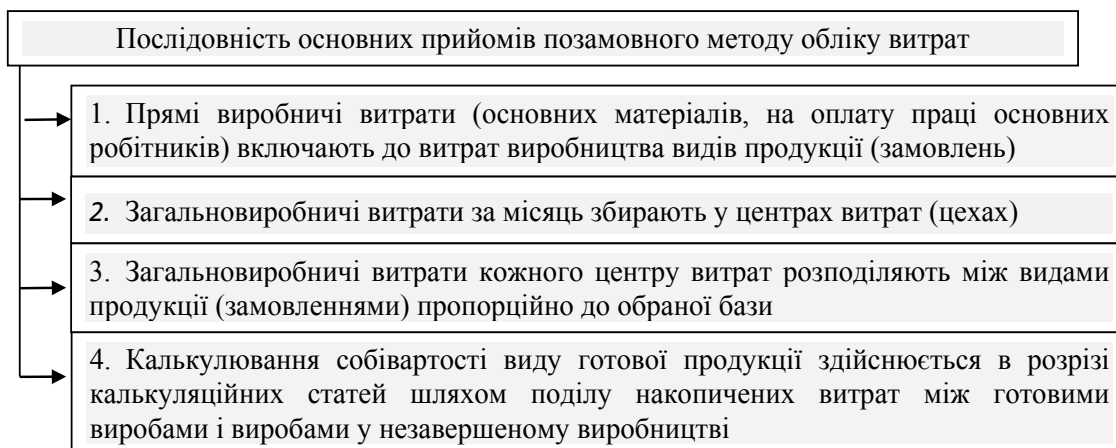 Послідовність основних прийомів позамовного методу обліку витрат
1. Прямі виробничі витрати (основних матеріалів, на оплату праці основних
робітників) включають до витрат виробництва видів продукції (замовлень)
2. Загальновиробничі витрати за місяць збирають у центрах витрат (цехах)
3. Загальновиробничі витрати кожного центру витрат розподіляють між видами
продукції (замовленнями) пропорційно до обраної бази
4. Калькулювання собівартості виду готової продукції здійснюється в розрізі
калькуляційних статей шляхом поділу накопичених витрат між готовими
виробами і виробами у незавершеному виробництві